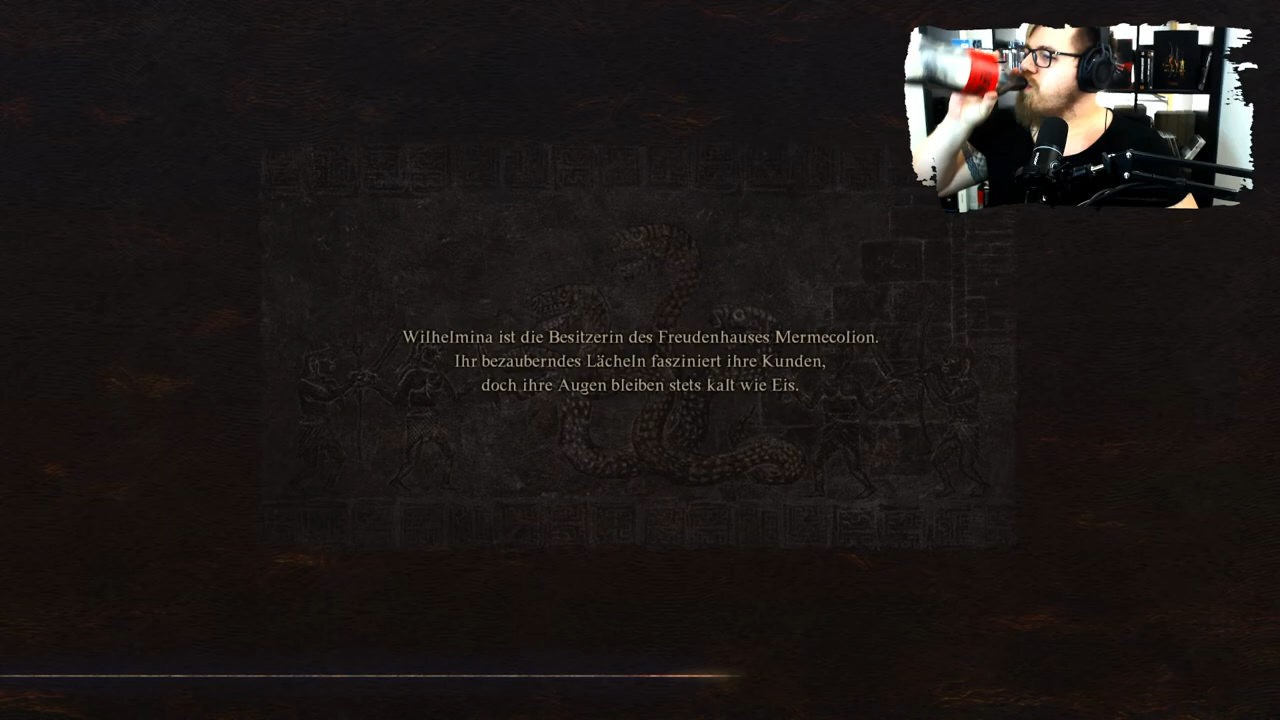 Wilhelmina ist die Besitzerin des Freudenhauses Mermecolion.
Ihr bezauberndes Lächeln fasziniert ihre Kunden,
doch ihre Augen bleiben stets kalt wie Eis.